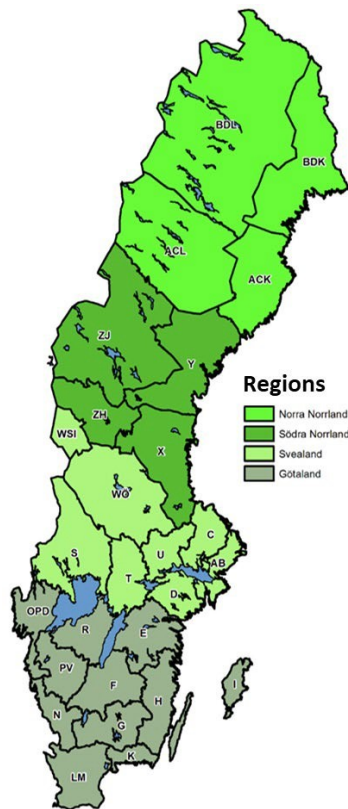 BDL
BDK
ACL
ACK
ZJ
Y
Regions
Norra Norrland
Södra Norrland
Svealand
Götaland
ZH
WSI
X
WO
C
S
U
AB
T
D
OPD
R
E
PV
F
I
H
N
G
K
LM